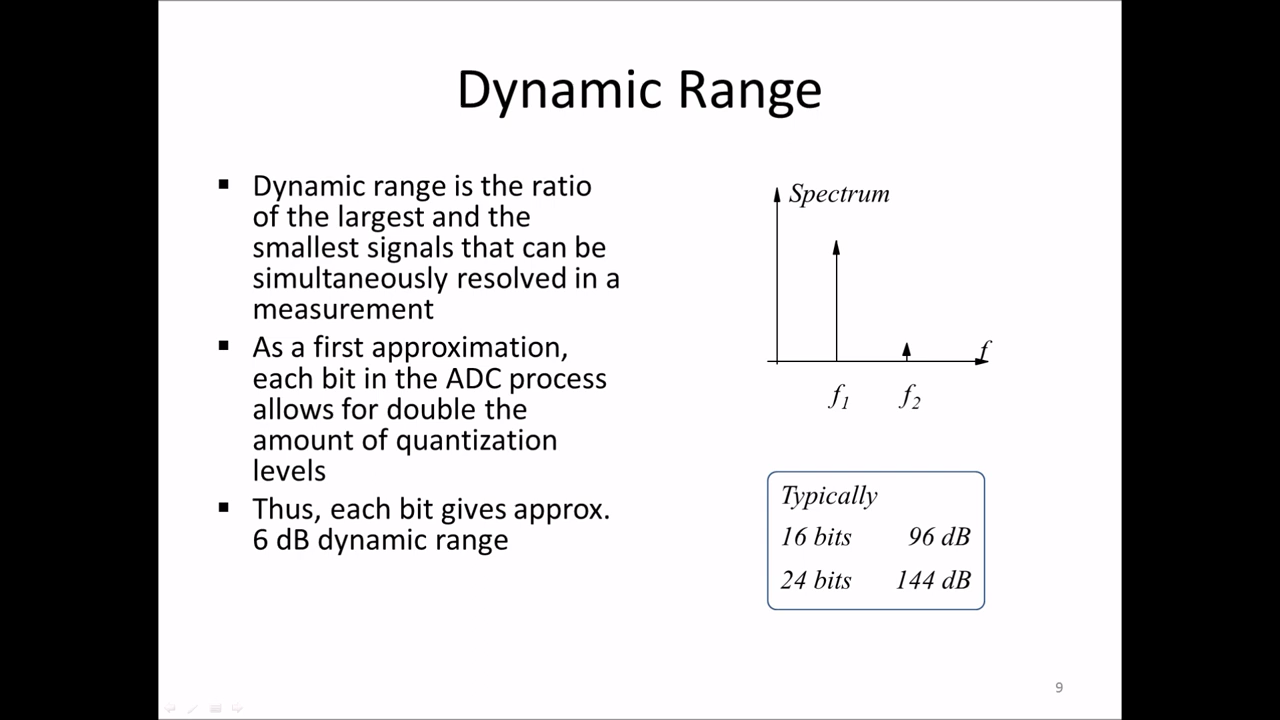 Dynamic Range
▪ Dynamic range is the ratio
of the largest and the
smallest signals that can be
simultaneously resolved in a
measurement
▪ As a first approximation,
each bit in the ADC process
allows for double the
amount of quantization
levels
▪ Thus, each bit gives approx.
6 dB dynamic range
Spectrum
f
f1 f2
Typically
16 bits 96 dB
24 bits 144 dB
9